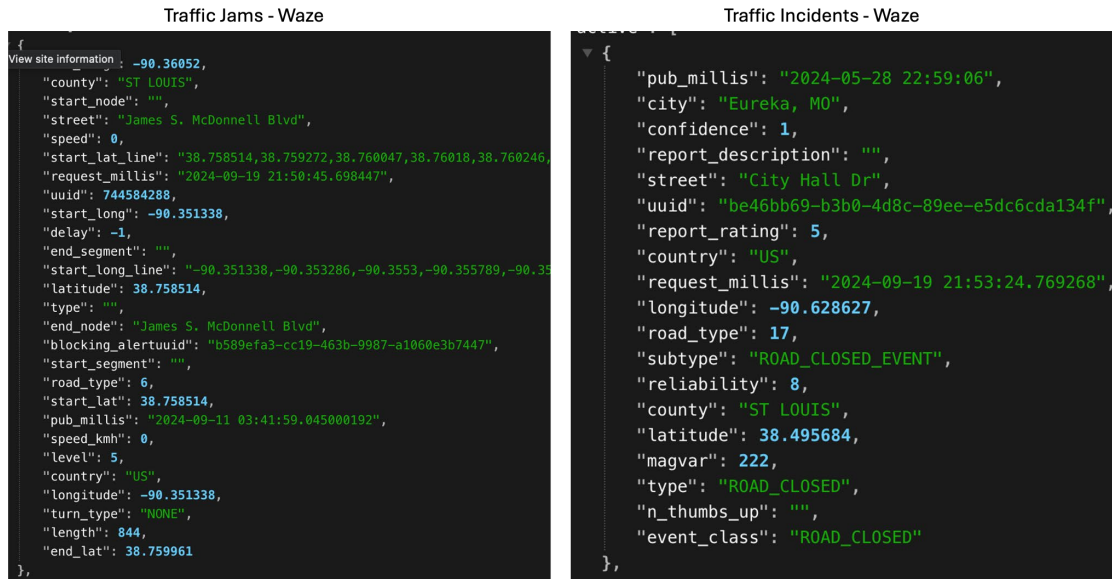 Traffic Jams - Waze
{
View site information
: -90.36052,
"county": "ST LOUIS",
"start_node": "",
"street": "James S. McDonnell Blvd",
"speed": 0,
"start_lat_line": "38.758514,38.759272,38.760047,38.76018,38.760246,
"request_millis": "2024-09-19 21:50:45.698447",
"uuid": 744584288,
"start_long": -90.351338,
"delay": -1,
"end_segment": "",
"start_long_line": "-90.351338,-90.353286,-90.3553,-90.355789,-90.35
"latitude": 38.758514,
"type": "",
"end_node": "James S. McDonnell Blvd",
"blocking_alertuuid": "b589efa3-cc19-463b-9987-a1060e3b7447",
"start_segment": "",
"road_type": 6,
"start_lat": 38.758514,
"pub_millis": "2024-09-11 03:41:59.045000192",
"speed_kmh": 0,
"level": 5,
"country": "US",
"longitude": -90.351338,
"turn_type": "NONE",
"length": 844,
"end_lat": 38.759961
},
Traffic Incidents - Waze
{
"pub_millis": "2024-05-28 22:59:06",
"city": "Eureka, MO",
"confidence": 1,
"report_description": "",
"street": "City Hall Dr",
"uuid": "be46bb69-b3b0-4d8c-89ee-e5dc6cda134f",
"report_rating": 5,
"country": "US",
"request_millis": "2024-09-19 21:53:24.769268",
"longitude": -90.628627,
"road_type": 17,
"subtype": "ROAD_CLOSED_EVENT",
"reliability": 8,
"county": "ST LOUIS",
"latitude": 38.495684,
"magvar": 222,
"type": "ROAD_CLOSED",
"n_thumbs_up": "",
"event_class": "ROAD_CLOSED"
},